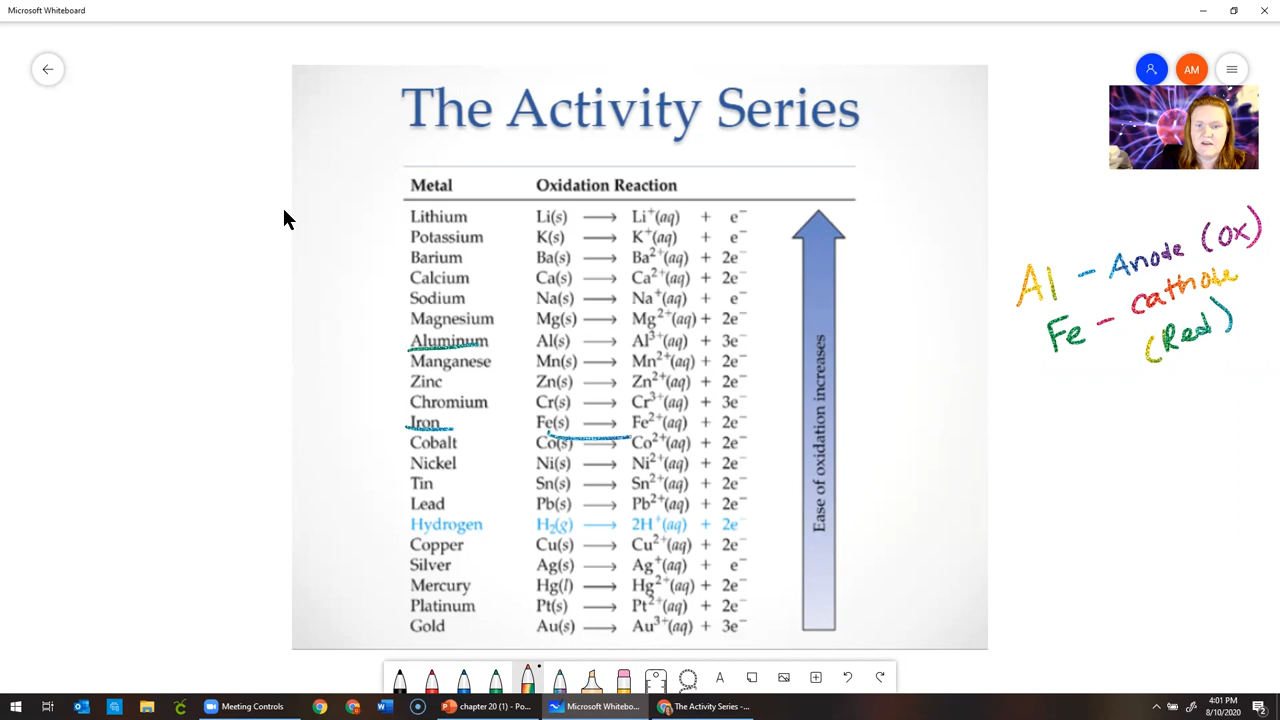 Microsoft Whiteboard
AM
The Activity Series
Metal Oxidation Reaction
Lithium Li(s) ⟶ Li⁺(aq) + e⁻
Potassium K(s) ⟶ K⁺(aq) + e⁻
Barium Ba(s) ⟶ Ba²⁺(aq) + 2e⁻
Calcium Ca(s) ⟶ Ca²⁺(aq) + 2e⁻
Sodium Na(s) ⟶ Na⁺(aq) + e⁻
Magnesium Mg(s) ⟶ Mg²⁺(aq) + 2e⁻
Aluminum Al(s) ⟶ Al³⁺(aq) + 3e⁻
Manganese Mn(s) ⟶ Mn²⁺(aq) + 2e⁻
Zinc Zn(s) ⟶ Zn²⁺(aq) + 2e⁻
Chromium Cr(s) ⟶ Cr³⁺(aq) + 3e⁻
Iron Fe(s) ⟶ Fe²⁺(aq) + 2e⁻
Cobalt Co(s) ⟶ Co²⁺(aq) + 2e⁻
Nickel Ni(s) ⟶ Ni²⁺(aq) + 2e⁻
Tin Sn(s) ⟶ Sn²⁺(aq) + 2e⁻
Lead Pb(s) ⟶ Pb²⁺(aq) + 2e⁻
Hydrogen H₂(g) ⟶ 2H⁺(aq) + 2e⁻
Copper Cu(s) ⟶ Cu²⁺(aq) + 2e⁻
Silver Ag(s) ⟶ Ag⁺(aq) + e⁻
Mercury Hg(l) ⟶ Hg²⁺(aq) + 2e⁻
Platinum Pt(s) ⟶ Pt²⁺(aq) + 2e⁻
Gold Au(s) ⟶ Au³⁺(aq) + 3e⁻
Ease of oxidation increases
Al - Anode (Ox)
Fe - cathode
(Red)
A
Meeting Controls
chapter 20 (1) - Po...
Microsoft Whitebo...
The Activity Series -...
4:01 PM
8/10/2020
2